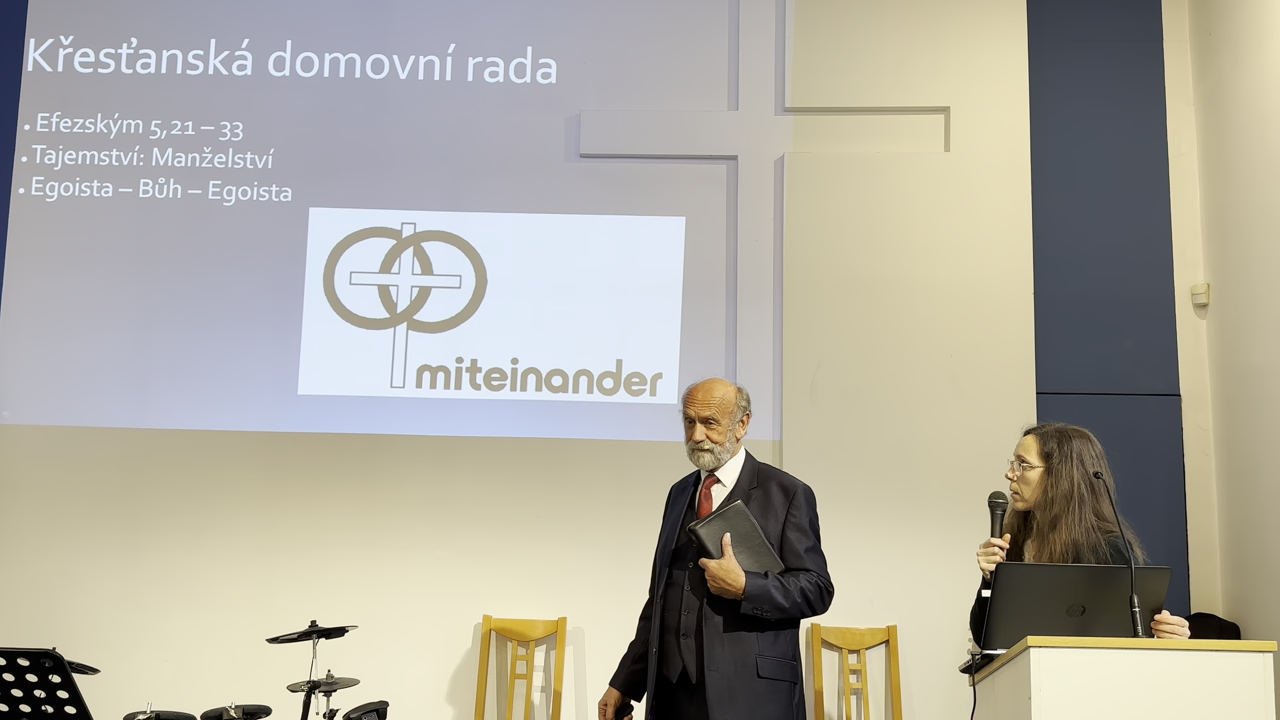 Křesťanská domovní rada
• Efezským 5,21 – 33
• Tajemství: Manželství
• Egoista – Bůh – Egoista
miteinander